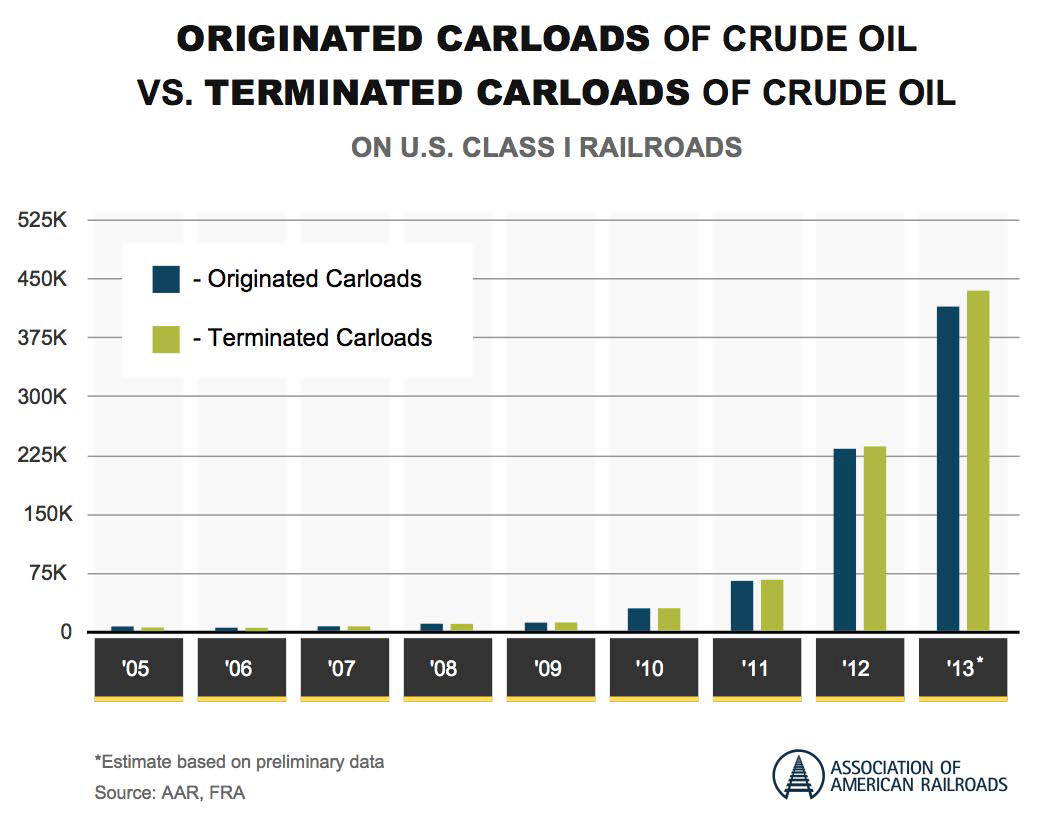 ORIGINATED CARLOADS OF CRUDE OIL
VS. TERMINATED CARLOADS OF CRUDE OIL
ON U.S. CLASS I RAILROADS
525K
450K
375K
300K
225K
150K
75K
0
- Originated Carloads
- Terminated Carloads
'05 '06 '07 '08 '09 '10 '11 '12 '13*
*Estimate based on preliminary data
Source: AAR, FRA
ASSOCIATION OF
AMERICAN RAILROADS